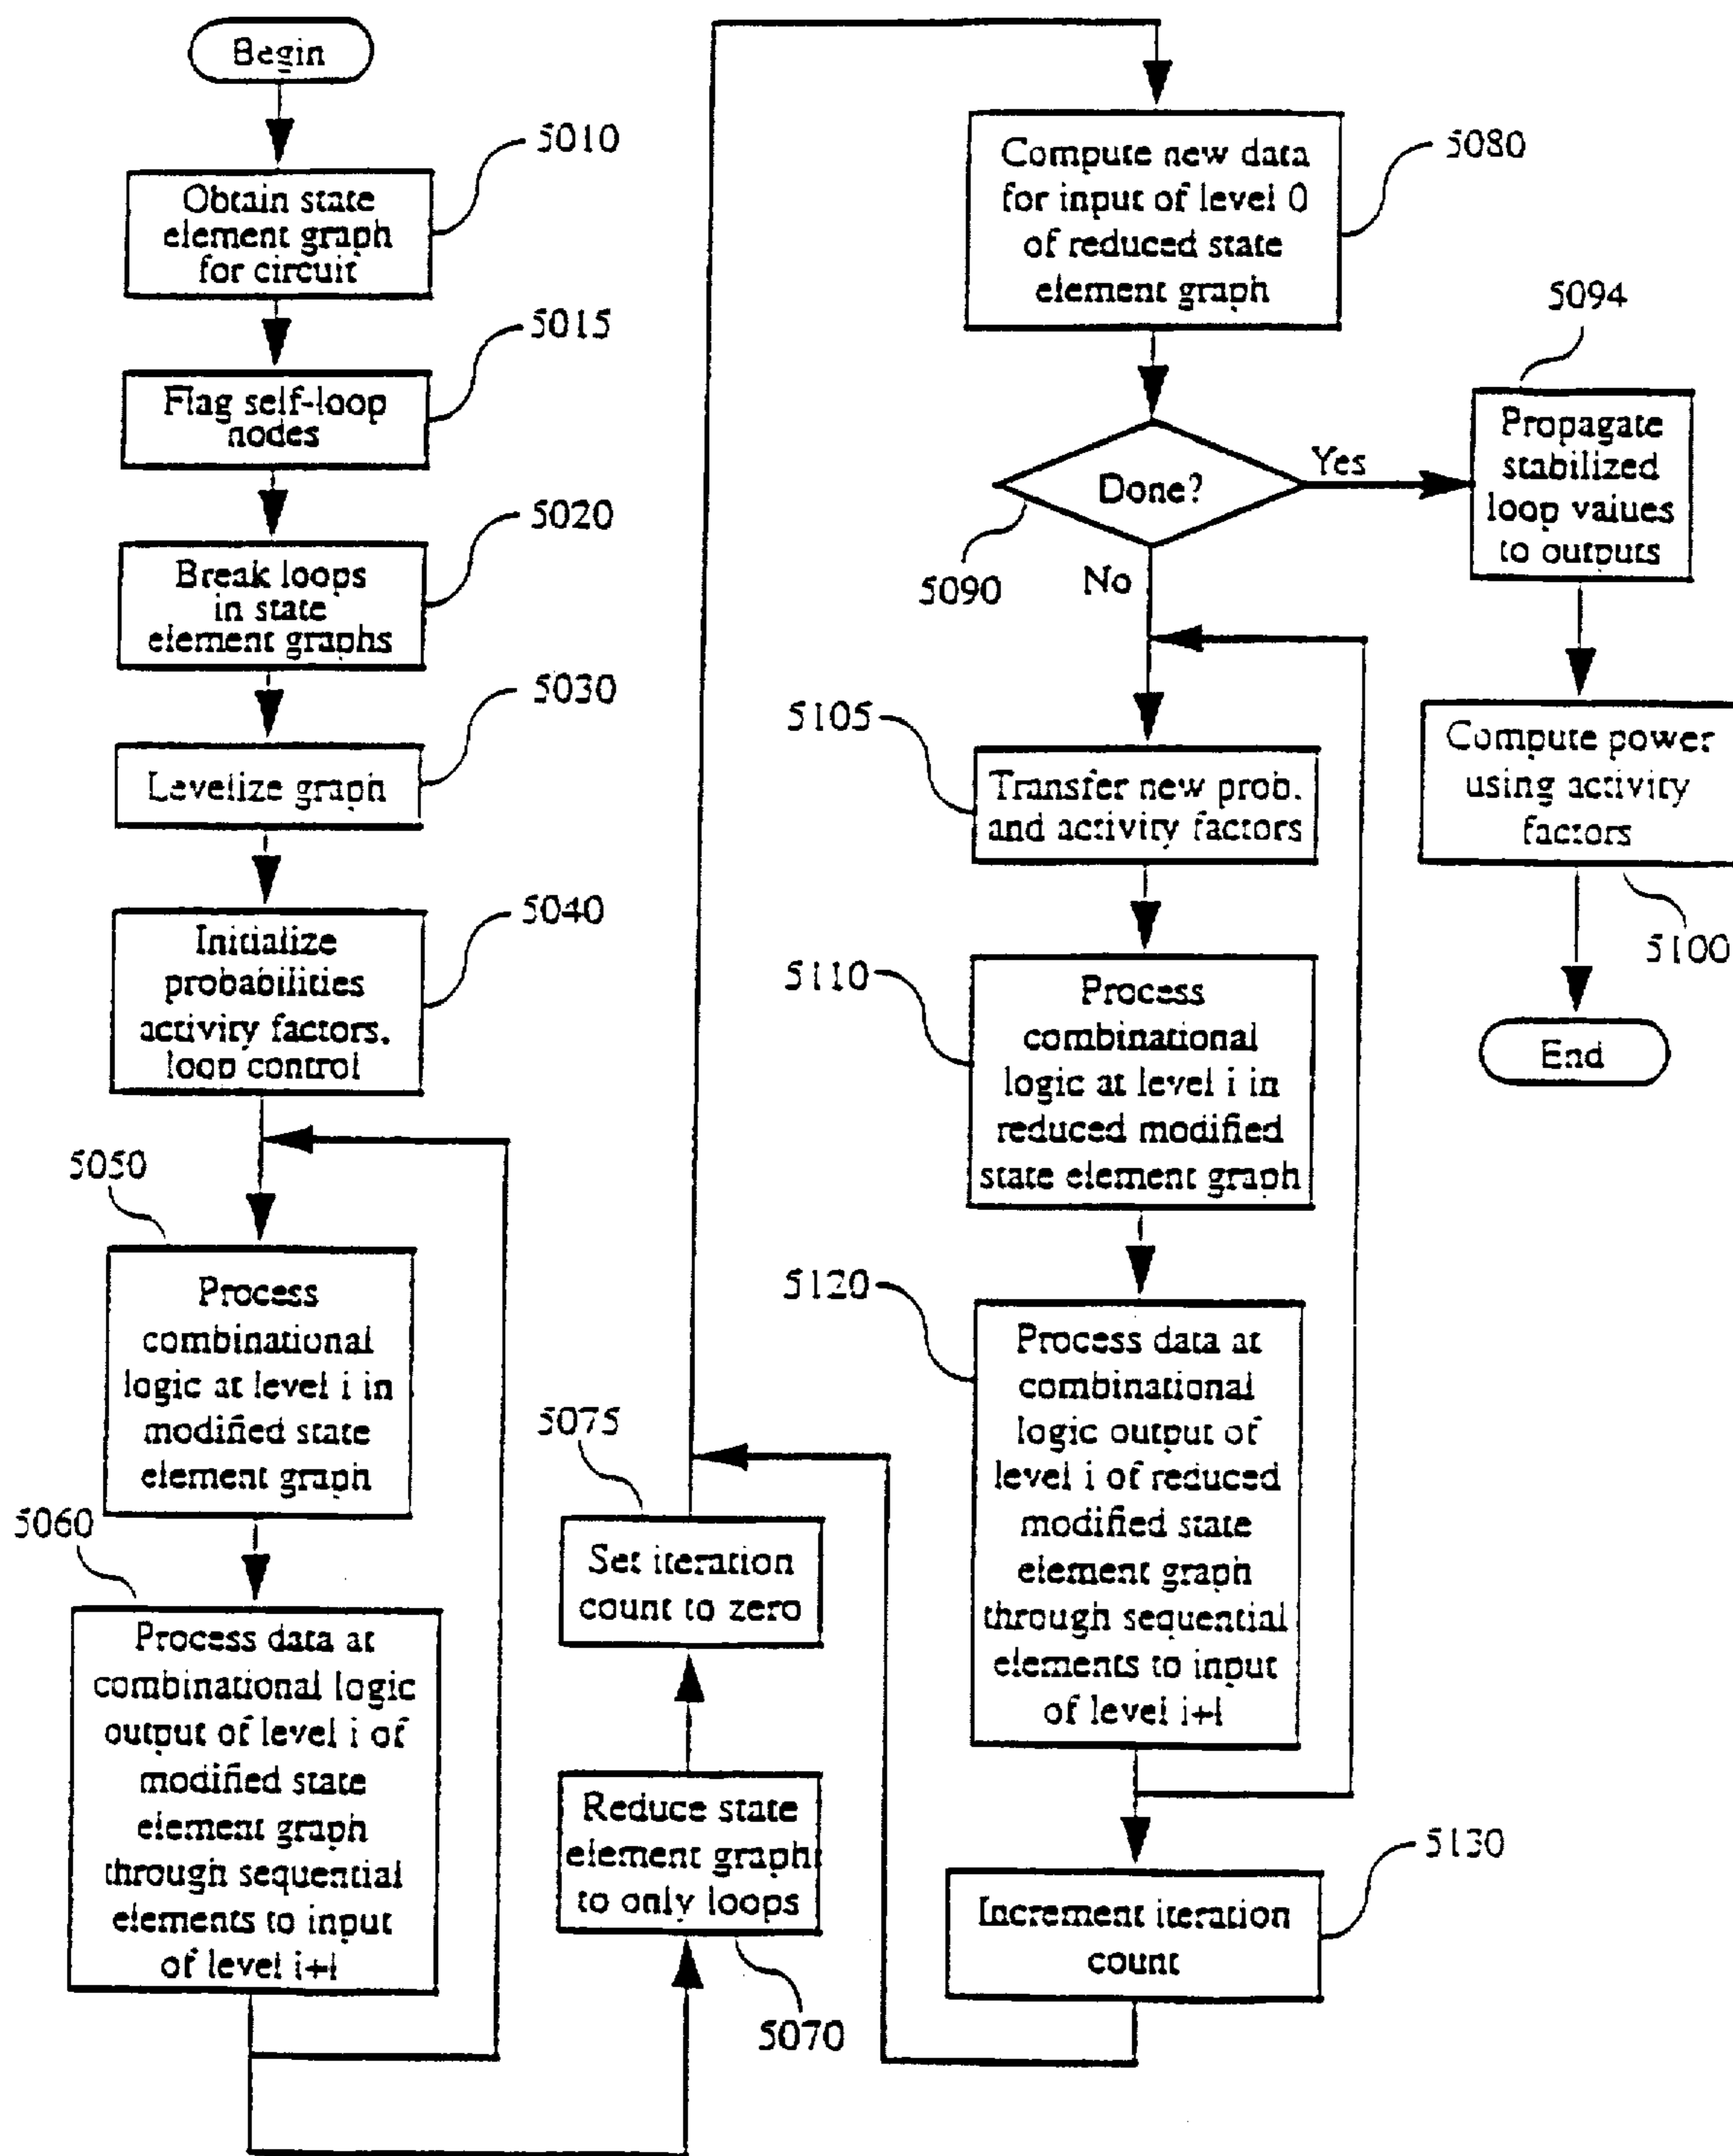 Begin
5010
Obtain state
element graph
for circuit
5015
Flag self-loop
nodes
5020
Break loops
in state
element graphs
5030
Levelize graph
5040
Initialize
probabilities
activity factors,
loop control
5050
Process
combinational
logic at level i in
modified state
element graph
5060
Process data at
combinational logic
output of level i of
modified state
element graph
through sequential
elements to input
of level i+l
5070
Reduce state
element graph
to only loops
5075
Set iteration
count to zero
5080
Compute new data
for input of level 0
of reduced state
element graph
5090
Done?
Yes
No
5094
Propagate
stabilized
loop values
to outputs
5100
Compute power
using activity
factors
End
5105
Transfer new prob.
and activity factors
5110
Process
combinational
logic at level i in
reduced modified
state element graph
5120
Process data at
combinational
logic output of
level i of reduced
modified state
element graph
through sequential
elements to input
of level i+l
5130
Increment iteration
count